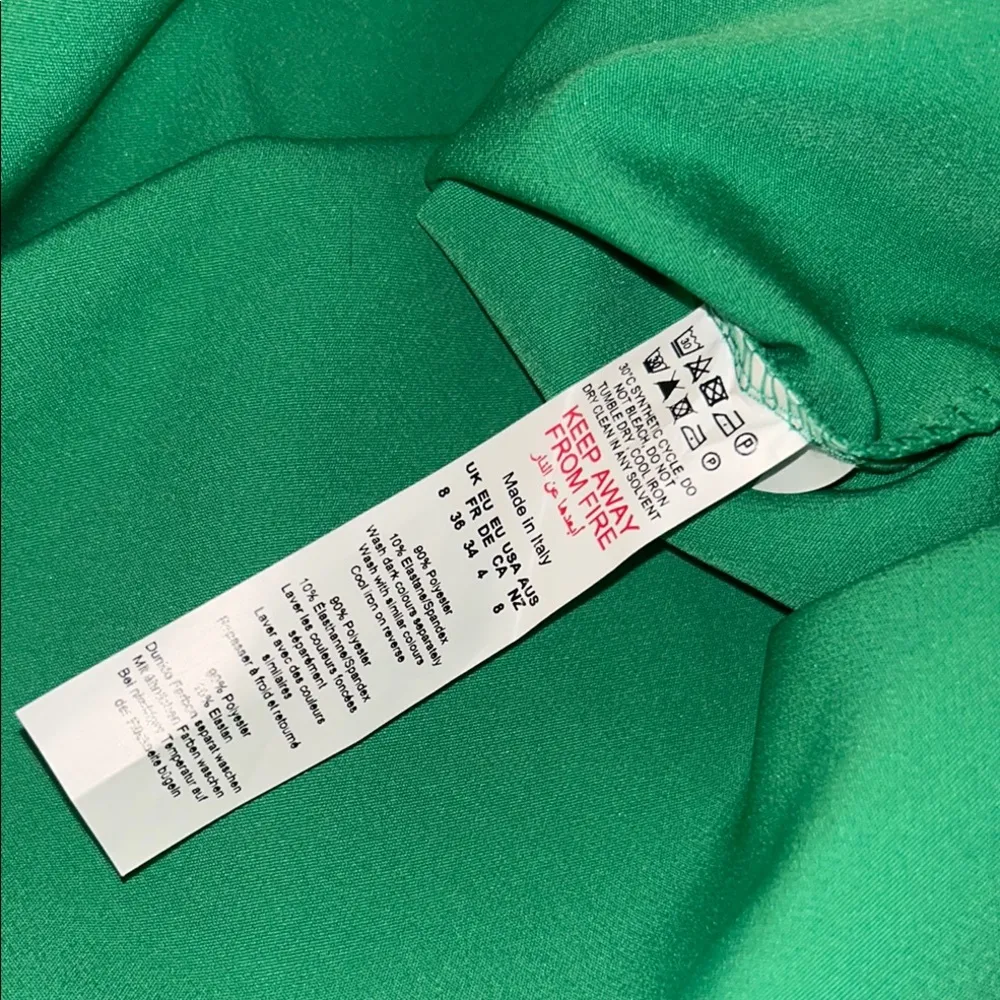 30
30
P
P
30°C SYNTHETIC CYCLE, DO
NOT BLEACH, DO NOT
TUMBLE DRY, COOL IRON
DRY CLEAN IN ANY SOLVENT
KEEP AWAY
FROM FIRE
أبعدها عن النار
Made in Italy
UK EU EU USA AUS
FR DE CA NZ
8 36 34 4 8
90% Polyester
10% Elastane/Spandex
Wash dark colours separately
Wash with similar colours
Cool iron on reverse
90% Polyester
10% Elasthanne/Spandex
Laver les couleurs foncées
séparément
Laver avec des couleurs
similaires
Repasser à froid et retourné
90% Polyester
10% Elastan
Dunkle Farben separat waschen
Mit ähnlichen Farben waschen
Bei niedriger Temperatur auf
der Rückseite bügeln